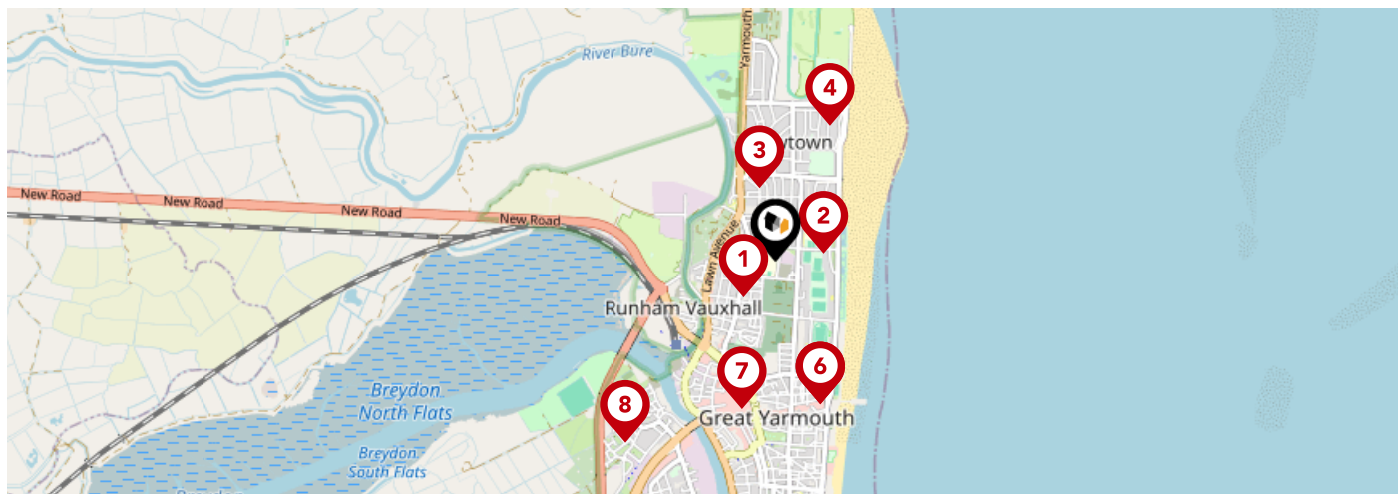 Yarmouth
River Bure
4
ytown
3
New Road
New Road
New Road
New Road
2
Lawn Avenue
1
Runham Vauxhall
7
6
Breydon
North Flats
8
Great Yarmouth
Breydon
South Flats